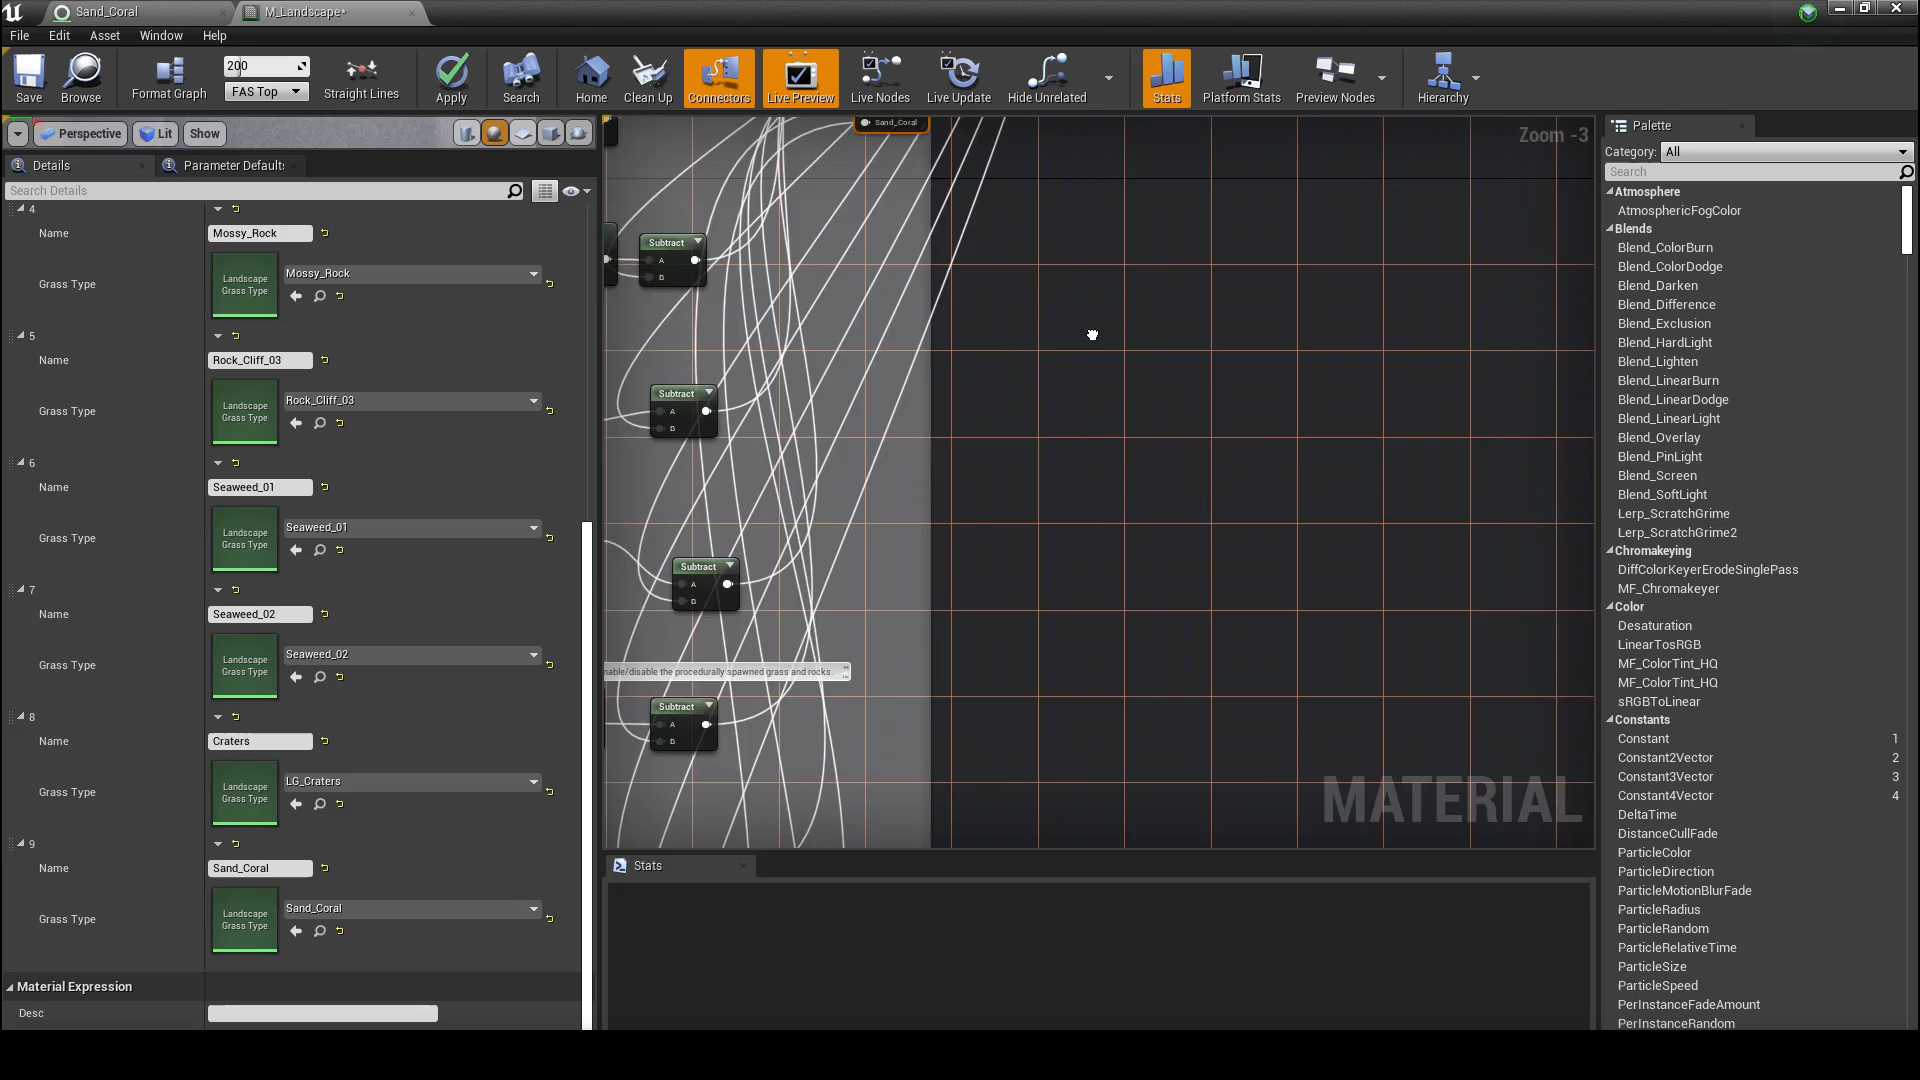 Sand_Coral
M_Landscape*
File Edit Asset Window Help
Save
Browse
Format Graph
200
FAS Top
Straight Lines
Apply
Search
Home
Clean Up
Connectors
Live Preview
Live Nodes
Live Update
Hide Unrelated
Stats
Platform Stats
Preview Nodes
Hierarchy
Perspective
Lit
Show
Details
Parameter Default
Search Details
4
Name
Mossy_Rock
Grass Type
Landscape
Grass Type
Mossy_Rock
5
Name
Rock_Cliff_03
Grass Type
Landscape
Grass Type
Rock_Cliff_03
6
Name
Seaweed_01
Grass Type
Landscape
Grass Type
Seaweed_01
7
Name
Seaweed_02
Grass Type
Landscape
Grass Type
Seaweed_02
8
Name
Craters
Grass Type
Landscape
Grass Type
LG_Craters
9
Name
Sand_Coral
Grass Type
Landscape
Grass Type
Sand_Coral
Material Expression
Desc
Sand_Coral
Zoom -3
Subtract
A
B
Subtract
A
B
Subtract
A
B
nable/disable the procedurally spawned grass and rocks.
Subtract
A
B
MATERIAL
Stats
Palette
Category: All
Search
Atmosphere
AtmosphericFogColor
Blends
Blend_ColorBurn
Blend_ColorDodge
Blend_Darken
Blend_Difference
Blend_Exclusion
Blend_HardLight
Blend_Lighten
Blend_LinearBurn
Blend_LinearDodge
Blend_LinearLight
Blend_Overlay
Blend_PinLight
Blend_Screen
Blend_SoftLight
Lerp_ScratchGrime
Lerp_ScratchGrime2
Chromakeying
DiffColorKeyerErodeSinglePass
MF_Chromakeyer
Color
Desaturation
LinearTosRGB
MF_ColorTint_HQ
MF_ColorTint_HQ
sRGBToLinear
Constants
Constant 1
Constant2Vector 2
Constant3Vector 3
Constant4Vector 4
DeltaTime
DistanceCullFade
ParticleColor
ParticleDirection
ParticleMotionBlurFade
ParticleRadius
ParticleRandom
ParticleRelativeTime
ParticleSize
ParticleSpeed
PerInstanceFadeAmount
PerInstanceRandom